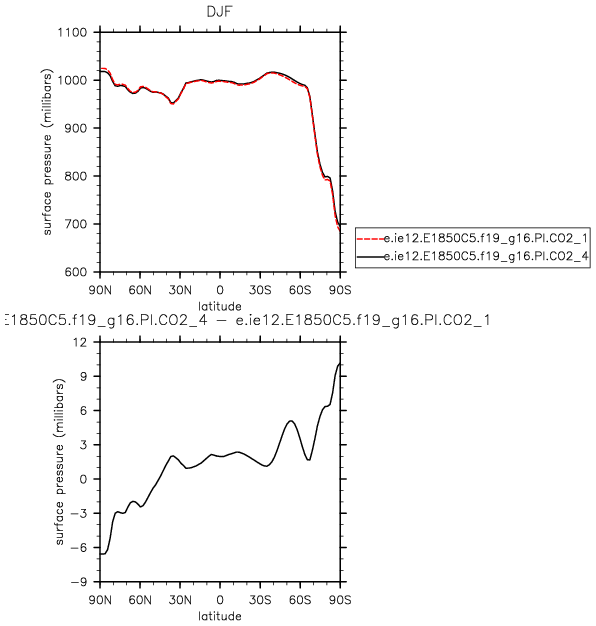 DJF
1100
1000
900
800
700
600
surface pressure (millibars)
90N 60N 30N 0 30S 60S 90S
latitude
e.ie12.E1850C5.f19_g16.PI.CO2_1
e.ie12.E1850C5.f19_g16.PI.CO2_4
E1850C5.f19_g16.PI.CO2_4 − e.ie12.E1850C5.f19_g16.PI.CO2_1
12
9
6
3
0
−3
−6
−9
surface pressure (millibars)
90N 60N 30N 0 30S 60S 90S
latitude